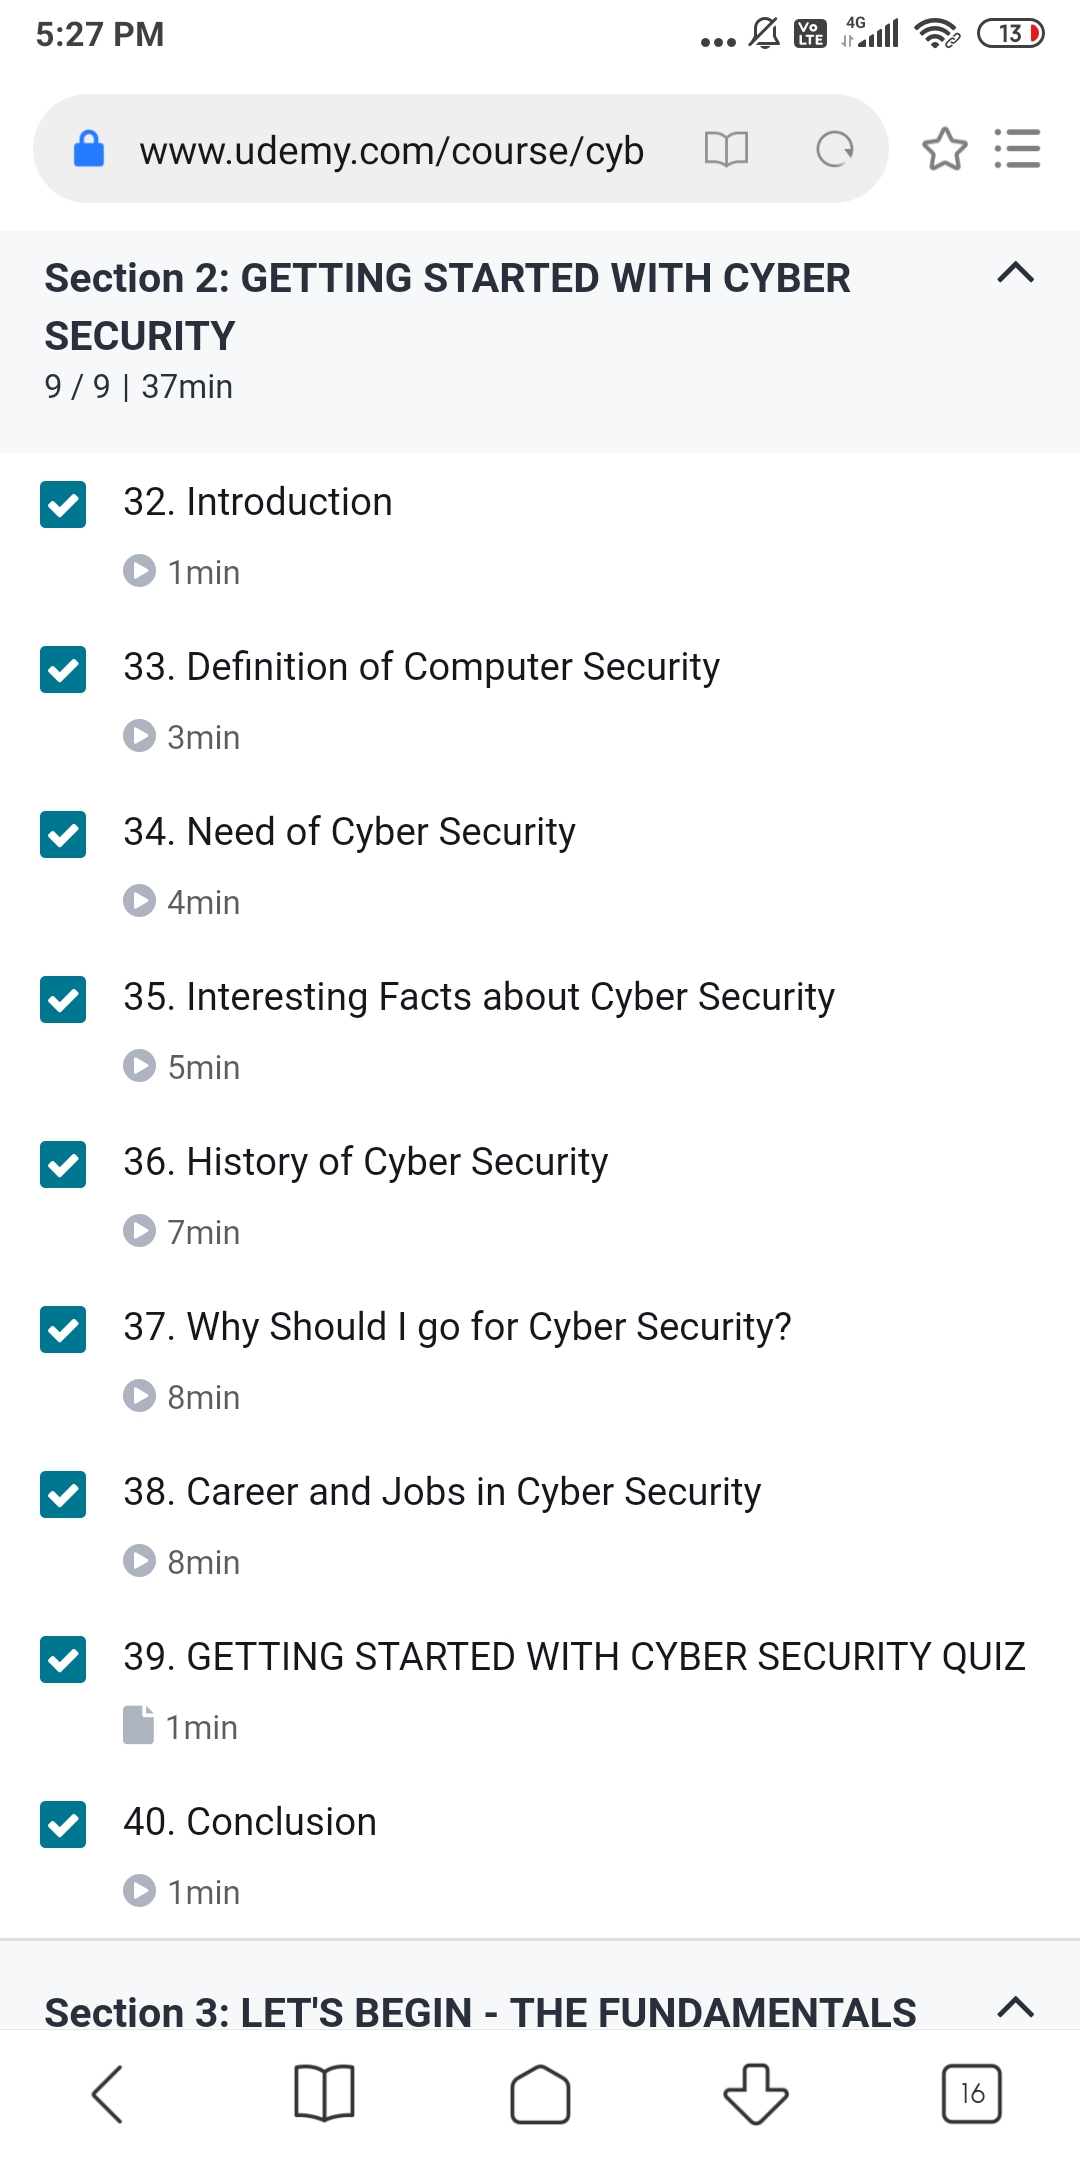 5:27 PM
... Vo LTE 4G 13
www.udemy.com/course/cyb
Section 2: GETTING STARTED WITH CYBER
SECURITY
9 / 9 | 37min
32. Introduction
1min
33. Definition of Computer Security
3min
34. Need of Cyber Security
4min
35. Interesting Facts about Cyber Security
5min
36. History of Cyber Security
7min
37. Why Should I go for Cyber Security?
8min
38. Career and Jobs in Cyber Security
8min
39. GETTING STARTED WITH CYBER SECURITY QUIZ
1min
40. Conclusion
1min
Section 3: LET'S BEGIN - THE FUNDAMENTALS
16